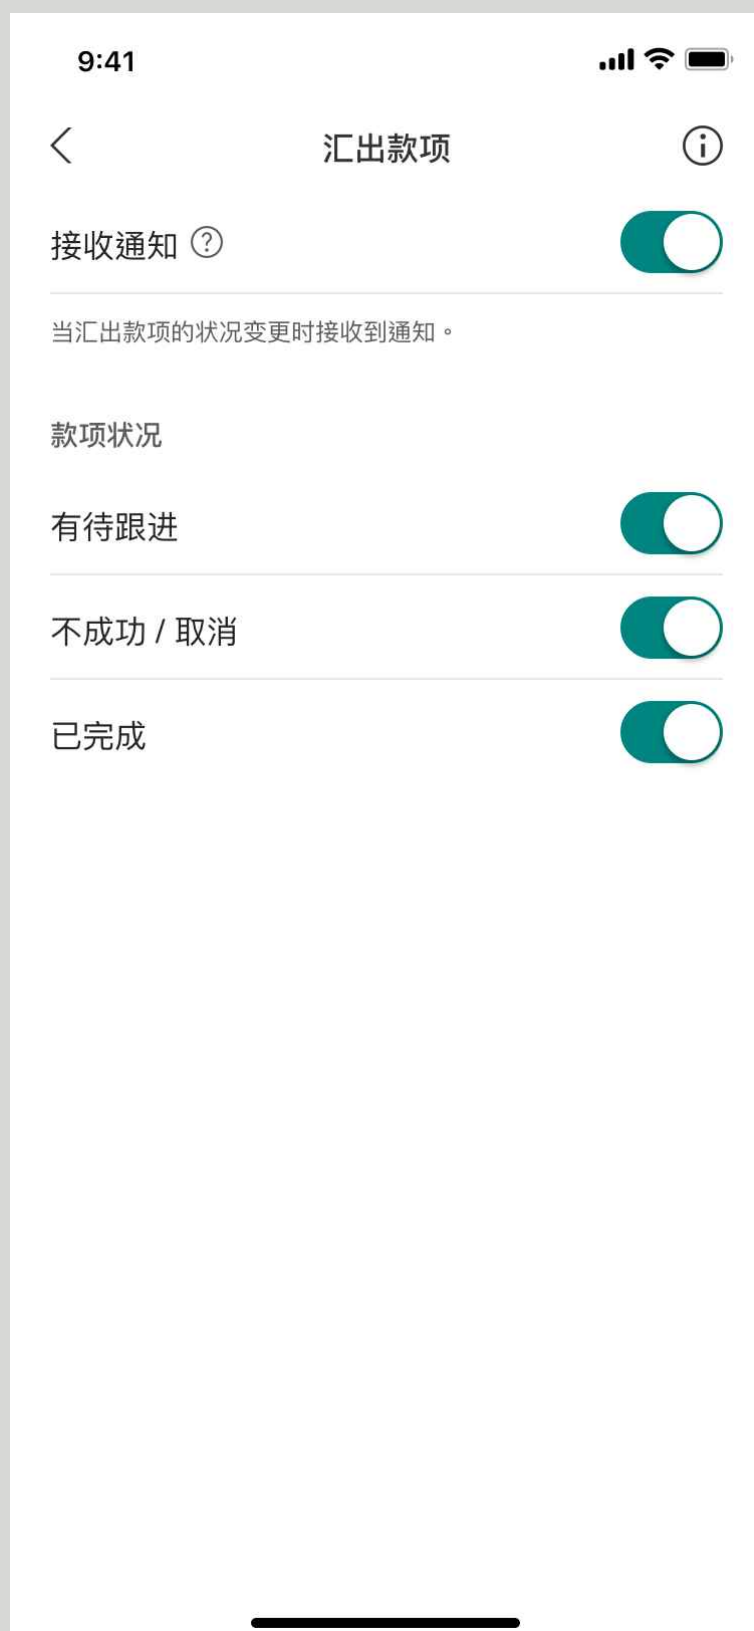 9:41
汇出款项
接收通知
当汇出款项的状况变更时接收到通知。
款项状况
有待跟进
不成功 / 取消
已完成